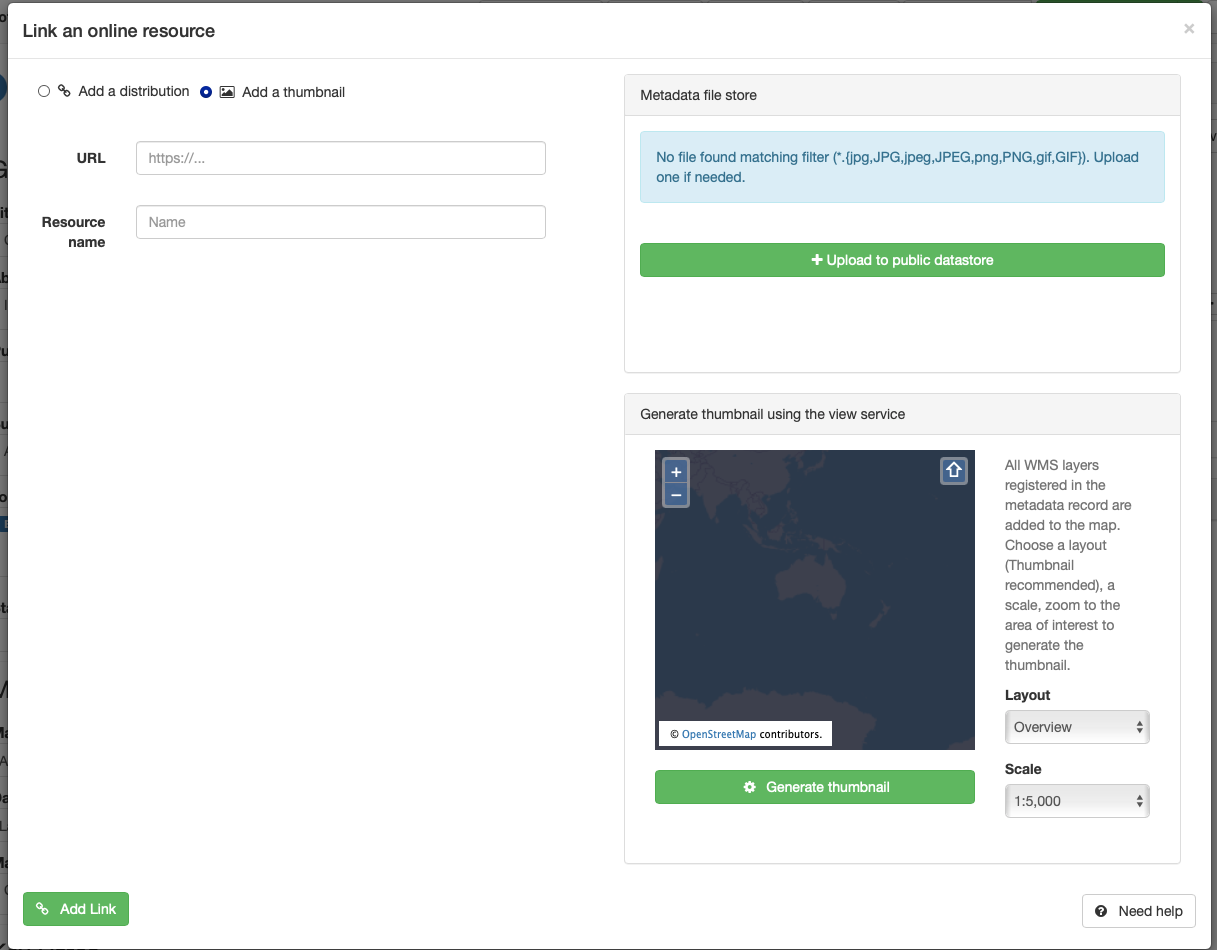 Link an online resource
×
Add a distribution Add a thumbnail
URL https://...
Resource
name
Name
Metadata file store
No file found matching filter (*.{jpg,JPG,jpeg,JPEG,png,PNG,gif,GIF}). Upload
one if needed.
+ Upload to public datastore
Generate thumbnail using the view service
+
−
© OpenStreetMap contributors.
Generate thumbnail
All WMS layers
registered in the
metadata record are
added to the map.
Choose a layout
(Thumbnail
recommended), a
scale, zoom to the
area of interest to
generate the
thumbnail.
Layout
Overview
Scale
1:5,000
Add Link
Need help